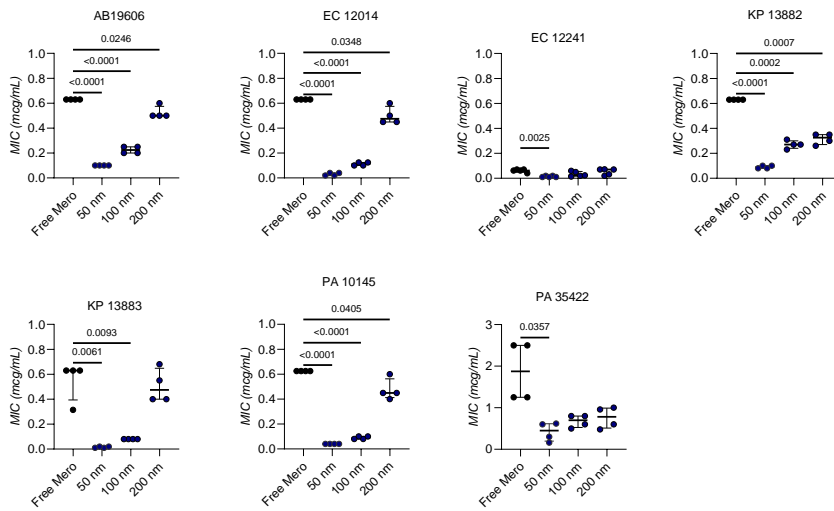 AB19606
0.0246
<0.0001
<0.0001
MIC (mcg/mL)
1.0
0.8
0.6
0.4
0.2
0.0
Free Mero
50 nm
100 nm
200 nm
EC 12014
0.0348
<0.0001
<0.0001
MIC (mcg/mL)
1.0
0.8
0.6
0.4
0.2
0.0
Free Mero
50 nm
100 nm
200 nm
EC 12241
0.0025
MIC (mcg/mL)
1.0
0.8
0.6
0.4
0.2
0.0
Free Mero
50 nm
100 nm
200 nm
KP 13882
0.0007
0.0002
<0.0001
MIC (mcg/mL)
1.0
0.8
0.6
0.4
0.2
0.0
Free Mero
50 nm
100 nm
200 nm
KP 13883
0.0093
0.0061
MIC (mcg/mL)
1.0
0.8
0.6
0.4
0.2
0.0
Free Mero
50 nm
100 nm
200 nm
PA 10145
0.0405
<0.0001
<0.0001
MIC (mcg/mL)
1.0
0.8
0.6
0.4
0.2
0.0
Free Mero
50 nm
100 nm
200 nm
PA 35422
0.0357
MIC (mcg/mL)
3
2
1
0
Free Mero
50 nm
100 nm
200 nm